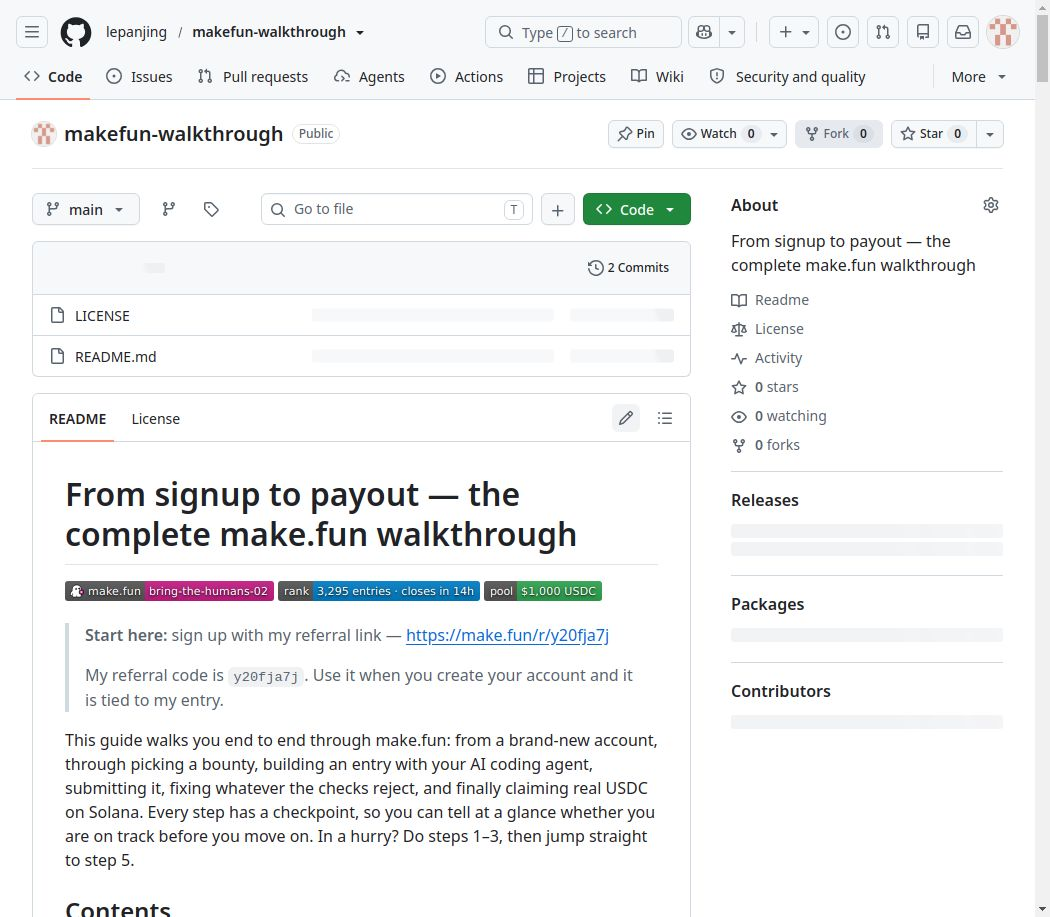 lepanjing / makefun-walkthrough
Type / to search
Code
Issues
Pull requests
Agents
Actions
Projects
Wiki
Security and quality
More
makefun-walkthrough Public
Pin
Watch 0
Fork 0
Star 0
main
Go to file T
Code
2 Commits
LICENSE
README.md
README
License
From signup to payout — the
complete make.fun walkthrough
make.fun bring-the-humans-02 rank 3,295 entries · closes in 14h pool $1,000 USDC
Start here: sign up with my referral link — https://make.fun/r/y20fja7j
My referral code is y20fja7j. Use it when you create your account and it
is tied to my entry.
This guide walks you end to end through make.fun: from a brand-new account,
through picking a bounty, building an entry with your AI coding agent,
submitting it, fixing whatever the checks reject, and finally claiming real USDC
on Solana. Every step has a checkpoint, so you can tell at a glance whether you
are on track before you move on. In a hurry? Do steps 1–3, then jump straight
to step 5.
Contents
About
From signup to payout — the
complete make.fun walkthrough
Readme
License
Activity
0 stars
0 watching
0 forks
Releases
Packages
Contributors